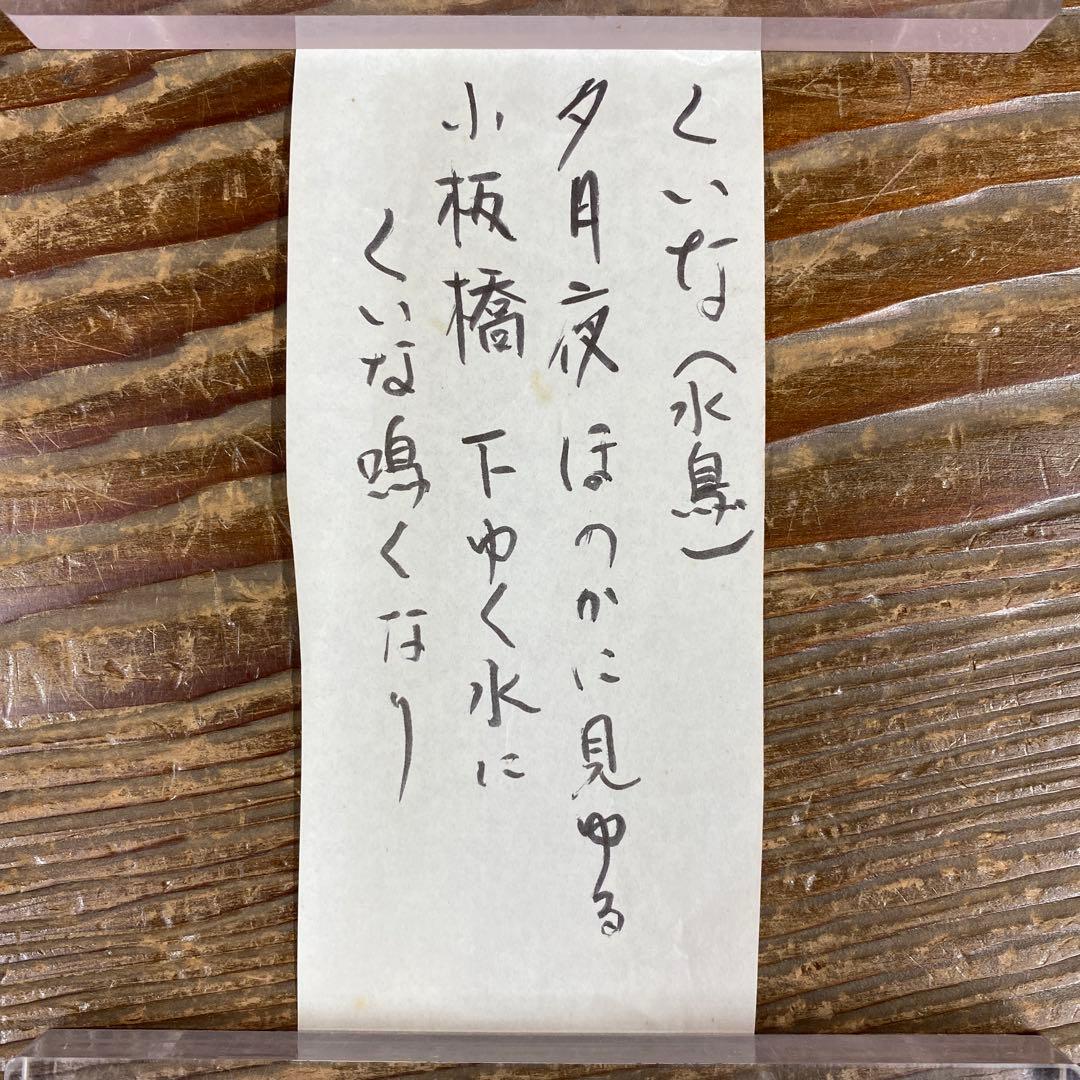 くいな(水鳥)
夕月夜ほのかに見ゆる
小板橋 下ゆく水に
くいな鳴くなり